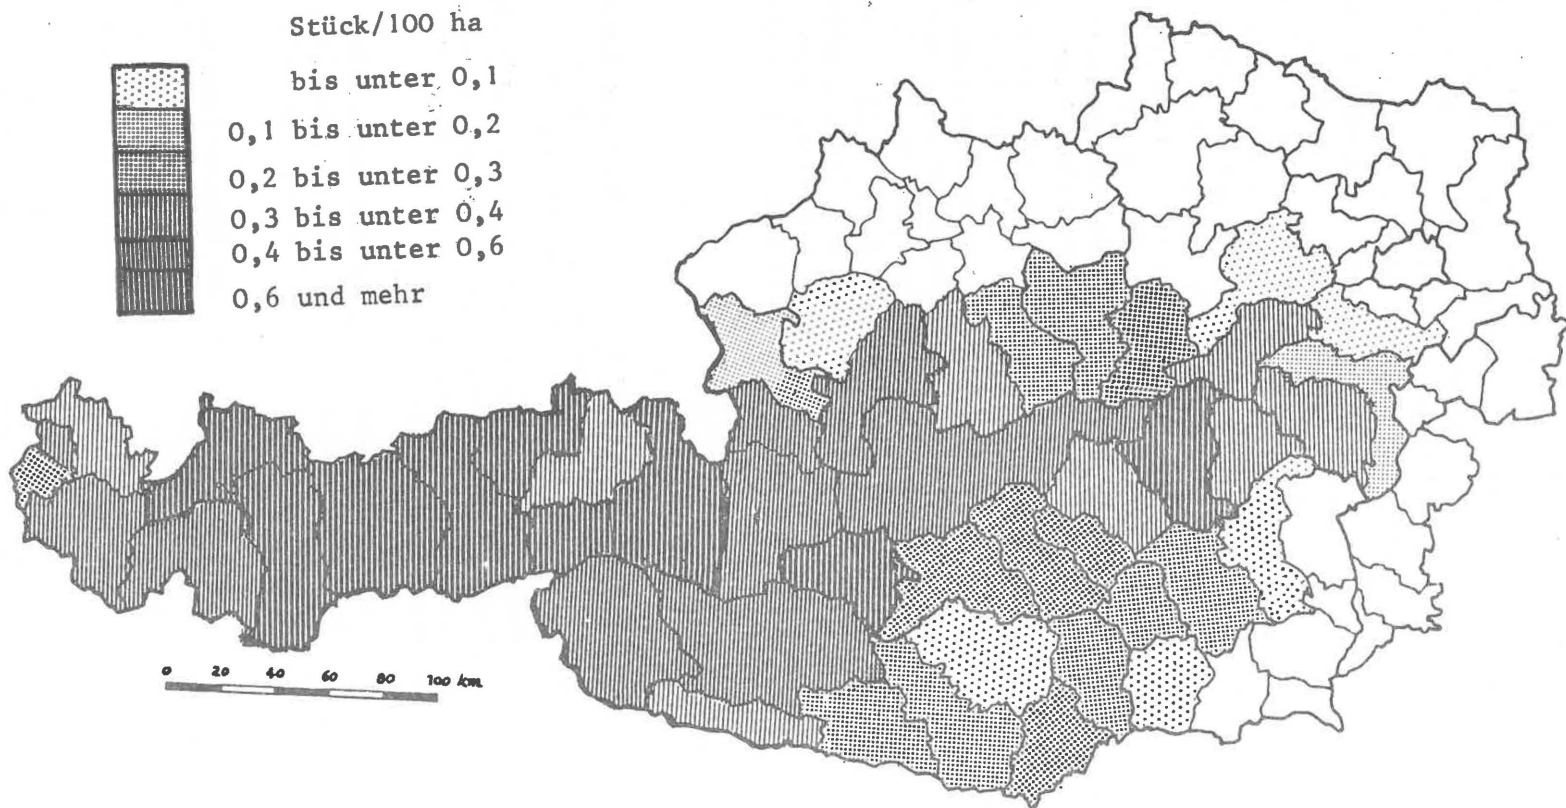 Stück/100 ha
bis unter 0,1
0,1 bis unter 0,2
0,2 bis unter 0,3
0,3 bis unter 0,4
0,4 bis unter 0,6
0,6 und mehr
0 20 40 60 80 100 km